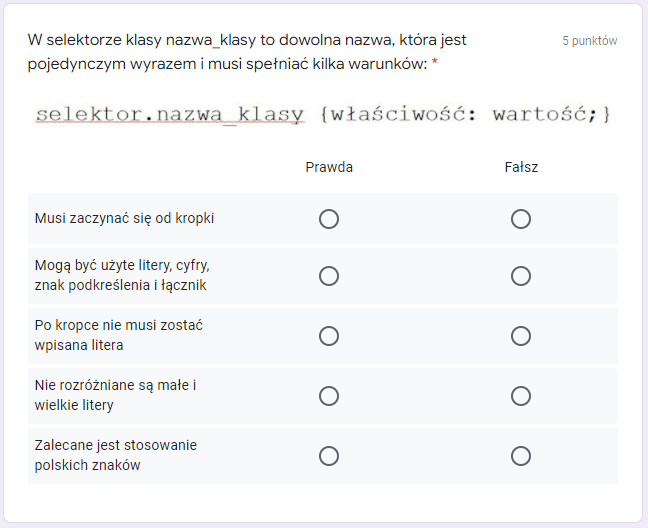 W selektorze klasy nazwa_klasy to dowolna nazwa, która jest
5 punktów
pojedynczym wyrazem i musi spełniać kilka warunków: *
selektor.nazwa_klasy {właściwość: wartość;}
Prawda
Fałsz
Musi zaczynać się od kropki
Mogą być użyte litery, cyfry,
znak podkreślenia i łącznik
Po kropce nie musi zostać
wpisana litera
Nie rozróżniane są małe i
wielkie litery
Zalecane jest stosowanie
polskich znaków